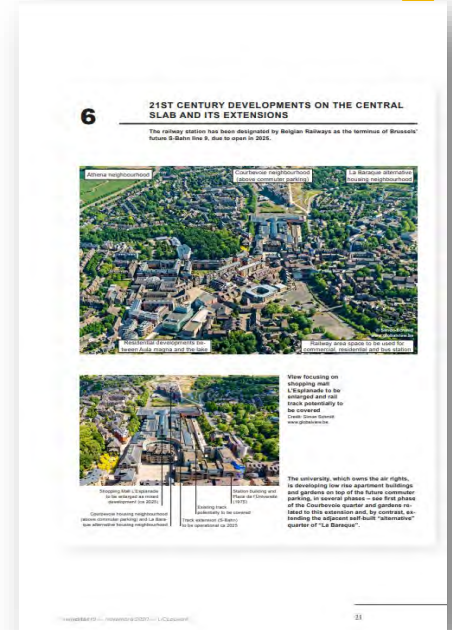 6
21ST CENTURY DEVELOPMENTS ON THE CENTRAL
SLAB AND ITS EXTENSIONS
The railway station has been designated by Belgian Railways as the terminus of Brussels'
future S-Bahn line 8, due to open in 2025.
Athena neighbourhood
Courbevoie neighbourhood
(above commuter parking)
La Baraque alternative
housing neighbourhood
www.globalview.be
Residential developments be-
tween Aula magna and the lake
Railway area space to be used for
commercial, residential and bus station
View focusing on
shopping mall
L'Esplanade to be
enlarged and rail
track potentially to
be covered
Credit: Simon Schmitt
www.globalview.be
Shopping Mall L'Esplanade
to be enlarged as mixed
development (ca 2025)
Courbevoie housing neighbourhood
(above commuter parking) and La Bara-
que alternative housing neighbourhood
Station building and
Place de l'Université
(1975)
Existing track
potentially to be covered
Track extension (S-Bahn)
to be operational ca 2025
The university, which owns the air rights,
is developing low rise apartment buildings
and gardens on top of the future commuter
parking, in several phases – see first phase
of the Courbevoie quarter and gardens re-
lated to this extension and, by contrast, ex-
tending the adjacent self-built "alternative"
quarter of "La Baraque".
23